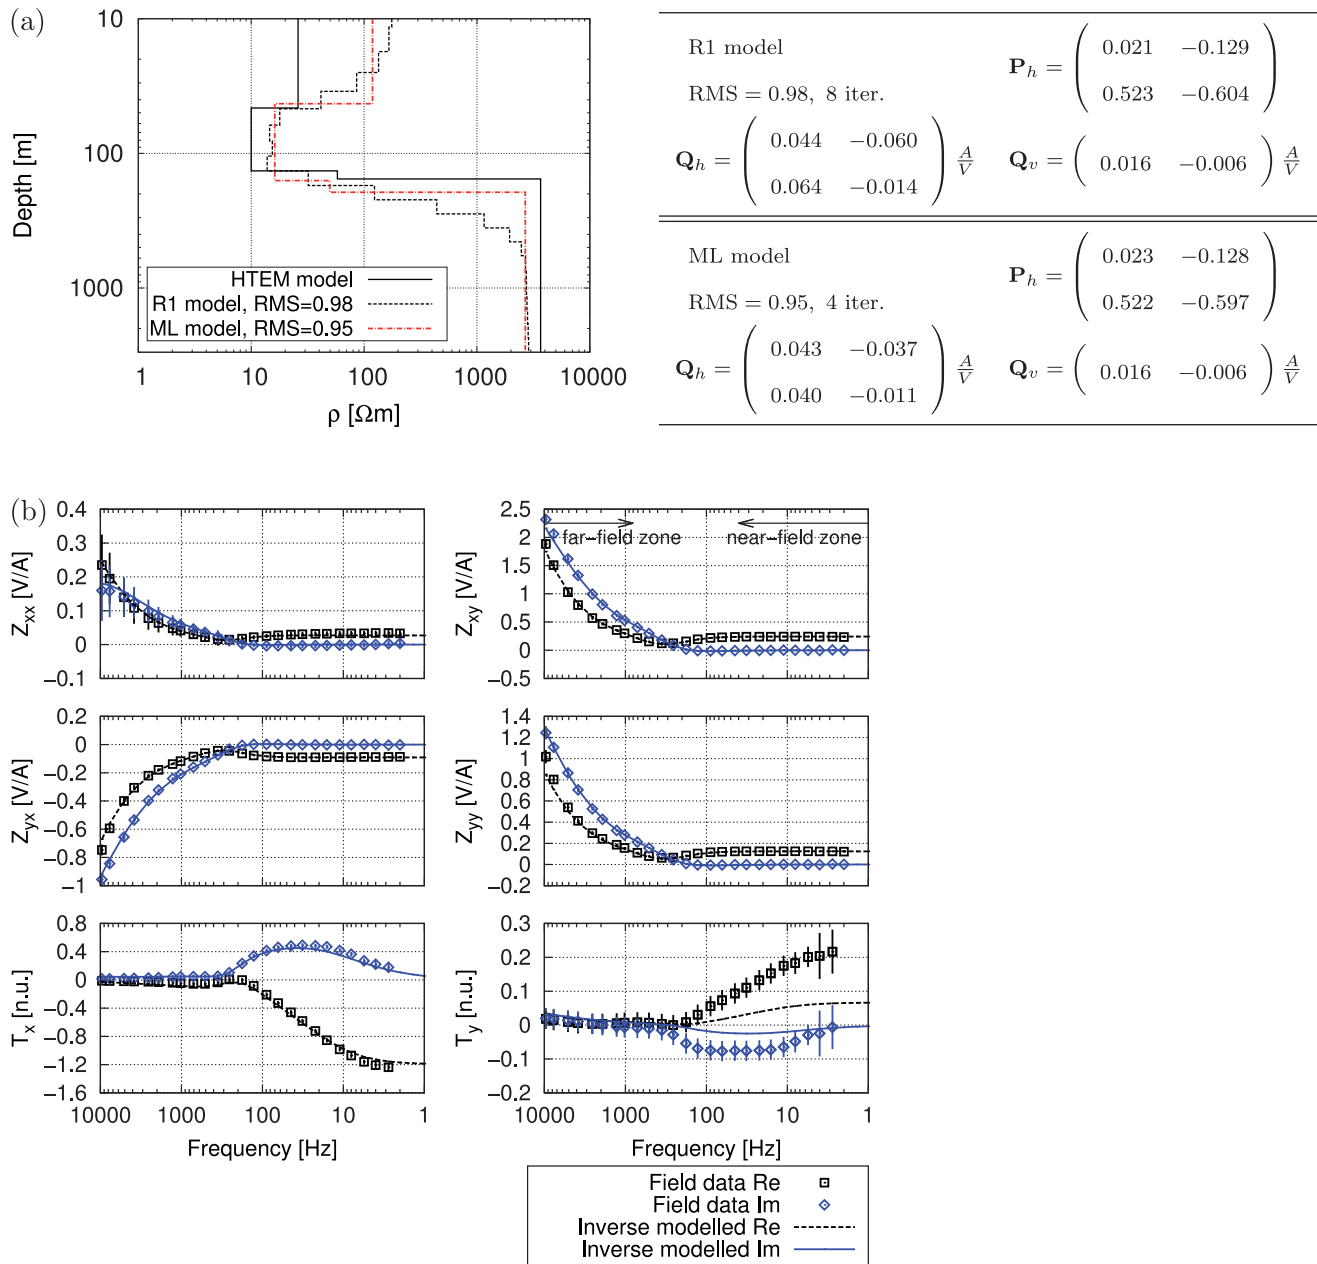 (a)
10
100
1000
Depth [m]
HTEM model
R1 model, RMS=0.98
ML model, RMS=0.95
1 10 100 1000 10000
ρ [Ωm]
R1 model
RMS = 0.98, 8 iter.
P_h = ( 0.021 −0.129
0.523 −0.604 )
Q_h = ( 0.044 −0.060
0.064 −0.014 ) A/V
Q_v = ( 0.016 −0.006 ) A/V
ML model
RMS = 0.95, 4 iter.
P_h = ( 0.023 −0.128
0.522 −0.597 )
Q_h = ( 0.043 −0.037
0.040 −0.011 ) A/V
Q_v = ( 0.016 −0.006 ) A/V
(b)
0.4
0.3
0.2
0.1
0
−0.1
Z_xx [V/A]
2.5
2
1.5
1
0.5
0
−0.5
Z_xy [V/A]
far−field zone
near−field zone
0.2
0
−0.2
−0.4
−0.6
−0.8
−1
Z_yx [V/A]
1.4
1.2
1
0.8
0.6
0.4
0.2
0
−0.2
Z_yy [V/A]
0.8
0.4
0
−0.4
−0.8
−1.2
−1.6
T_x [n.u.]
10000 1000 100 10 1
Frequency [Hz]
0.3
0.2
0.1
0
−0.1
−0.2
T_y [n.u.]
10000 1000 100 10 1
Frequency [Hz]
Field data Re
Field data Im
Inverse modelled Re
Inverse modelled Im